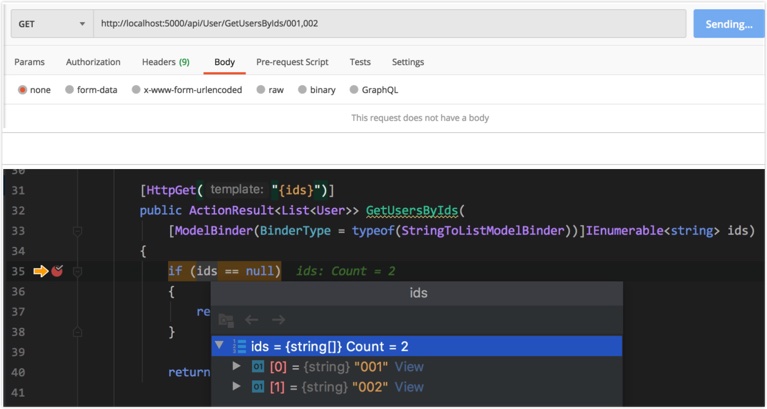 GET http://localhost:5000/api/User/GetUsersByIds/001,002 Sending...
Params Authorization Headers (9) Body Pre-request Script Tests Settings
none form-data x-www-form-urlencoded raw binary GraphQL
This request does not have a body
30
31 [HttpGet( template: "{ids}")]
32 public ActionResult<List<User>> GetUsersByIds(
33 [ModelBinder(BinderType = typeof(StringToListModelBinder))]IEnumerable<string> ids)
34 {
35 if (ids == null) ids: Count = 2
36 {
ids
37 re
38 }
ids = {string[]} Count = 2
39
[0] = {string} "001" View
40 return
[1] = {string} "002" View
41